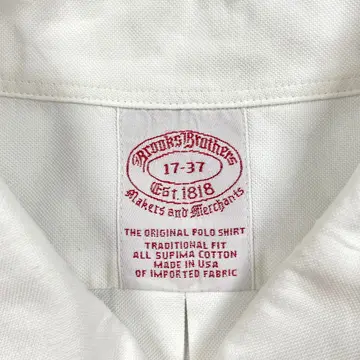 Brooks Brothers
17-37
Est. 1818
Makers and Merchants
THE ORIGINAL POLO SHIRT
TRADITIONAL FIT
ALL SUPIMA COTTON
MADE IN USA
OF IMPORTED FABRIC